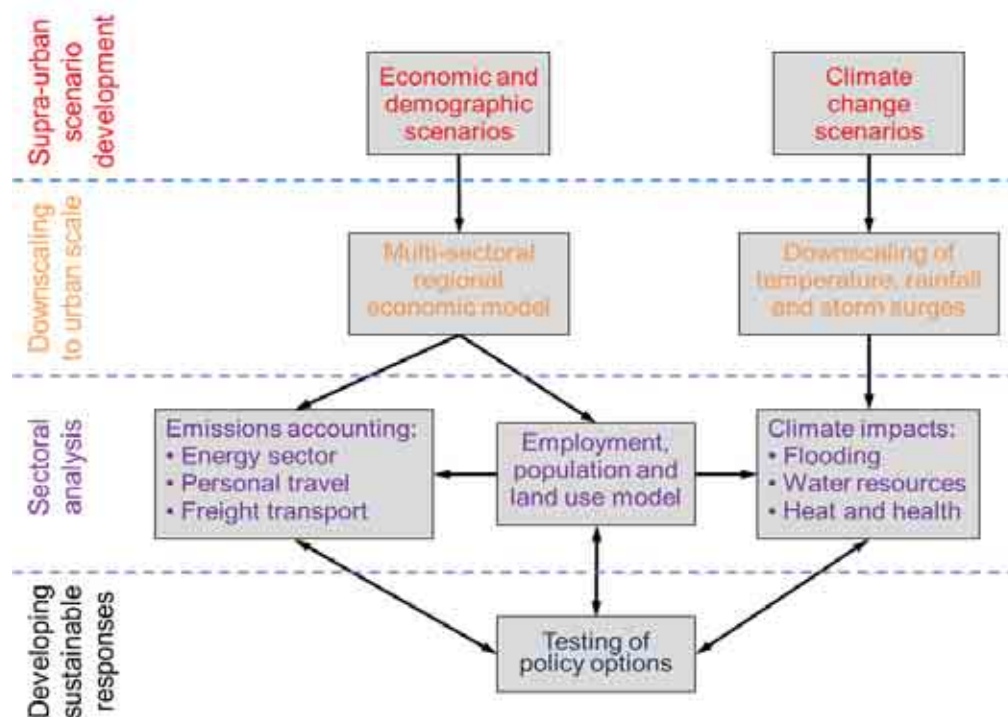 Supra-urban
scenario
development
Economic and
demographic
scenarios
Climate
change
scenarios
Downscaling
to urban scale
Multi-sectoral
regional
economic model
Downscaling of
temperature, rainfall
and storm surges
Sectoral
analysis
Emissions accounting:
• Energy sector
• Personal travel
• Freight transport
Employment,
population and
land use model
Climate impacts:
• Flooding
• Water resources
• Heat and health
Developing
sustainable
responses
Testing of
policy options